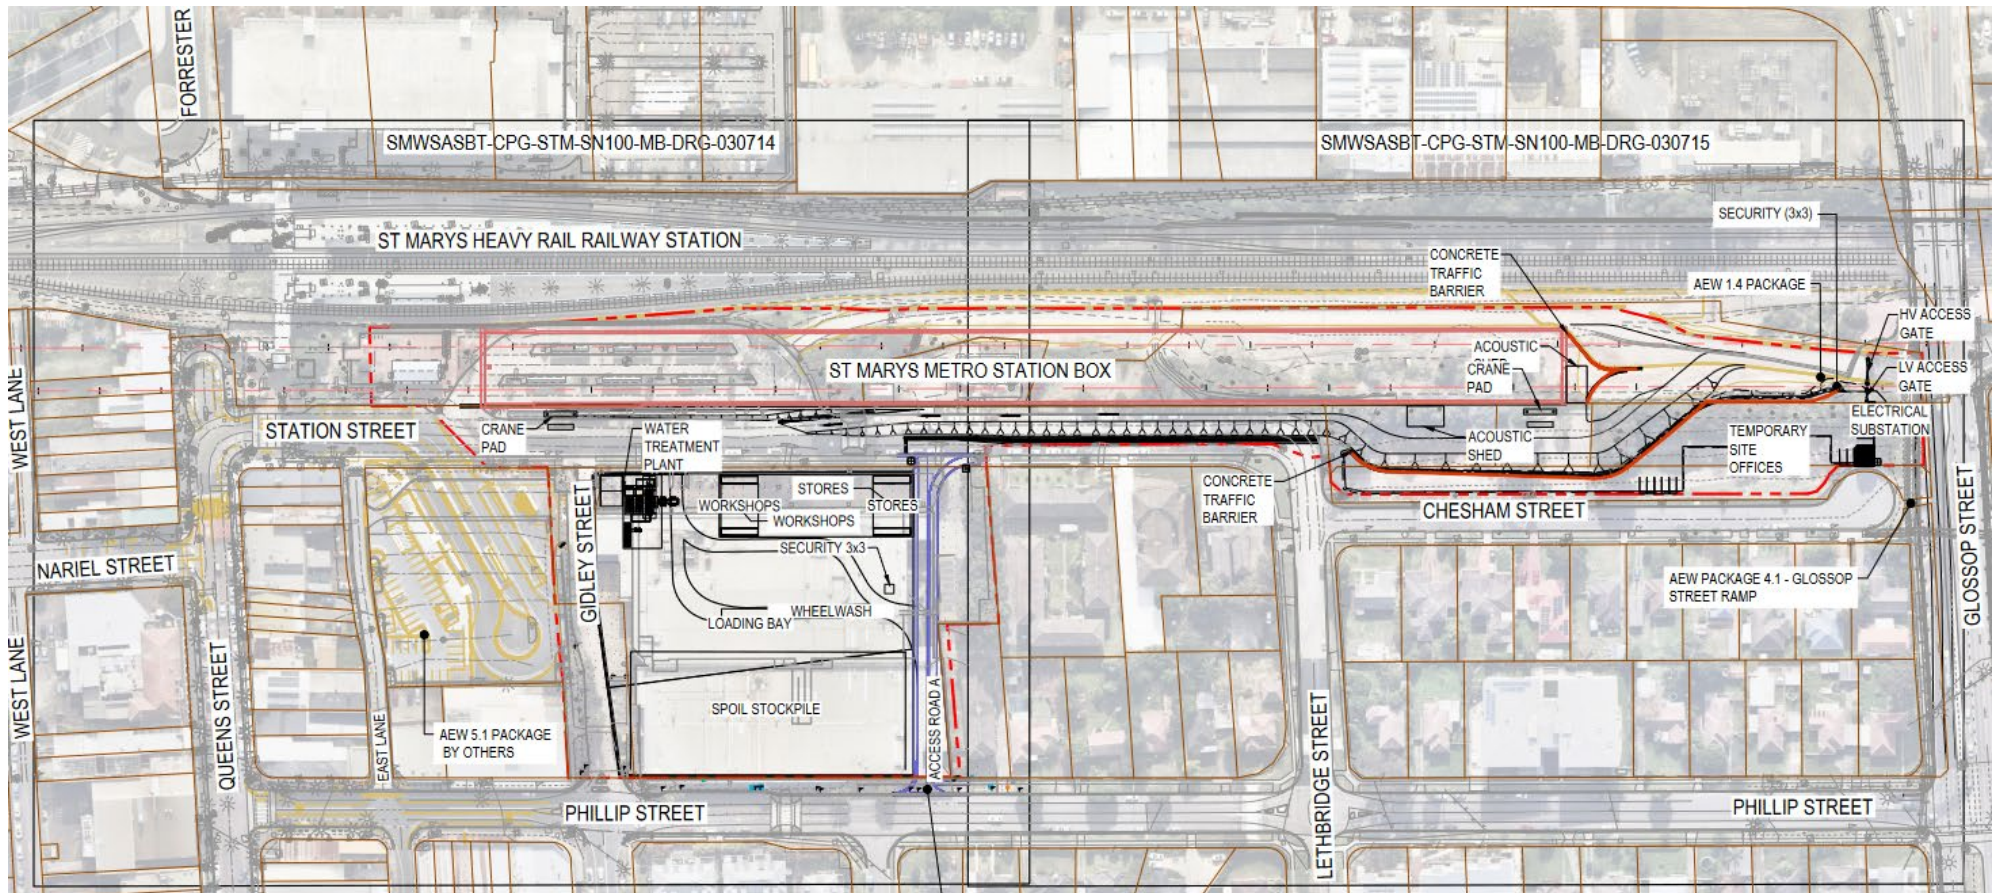 FORRESTER
SMWSASBT-CPG-STM-SN100-MB-DRG-030714
SMWSASBT-CPG-STM-SN100-MB-DRG-030715
ST MARYS HEAVY RAIL RAILWAY STATION
SECURITY (3x3)
CONCRETE
TRAFFIC
BARRIER
AEW 1.4 PACKAGE
HV ACCESS
GATE
ST MARYS METRO STATION BOX
ACOUSTIC
CRANE
PAD
LV ACCESS
GATE
WEST LANE
STATION STREET
CRANE
PAD
WATER
TREATMENT
PLANT
ACOUSTIC
SHED
TEMPORARY
SITE
OFFICES
ELECTRICAL
SUBSTATION
CONCRETE
TRAFFIC
BARRIER
CHESHAM STREET
GIDLEY STREET
STORES
STORES
WORKSHOPS
WORKSHOPS
SECURITY 3x3
NARIEL STREET
WHEELWASH
LOADING BAY
AEW PACKAGE 4.1 - GLOSSOP
STREET RAMP
GLOSSOP STREET
WEST LANE
QUEENS STREET
EAST LANE
AEW 5.1 PACKAGE
BY OTHERS
SPOIL STOCKPILE
ACCESS ROAD A
LETHBRIDGE STREET
PHILLIP STREET
PHILLIP STREET